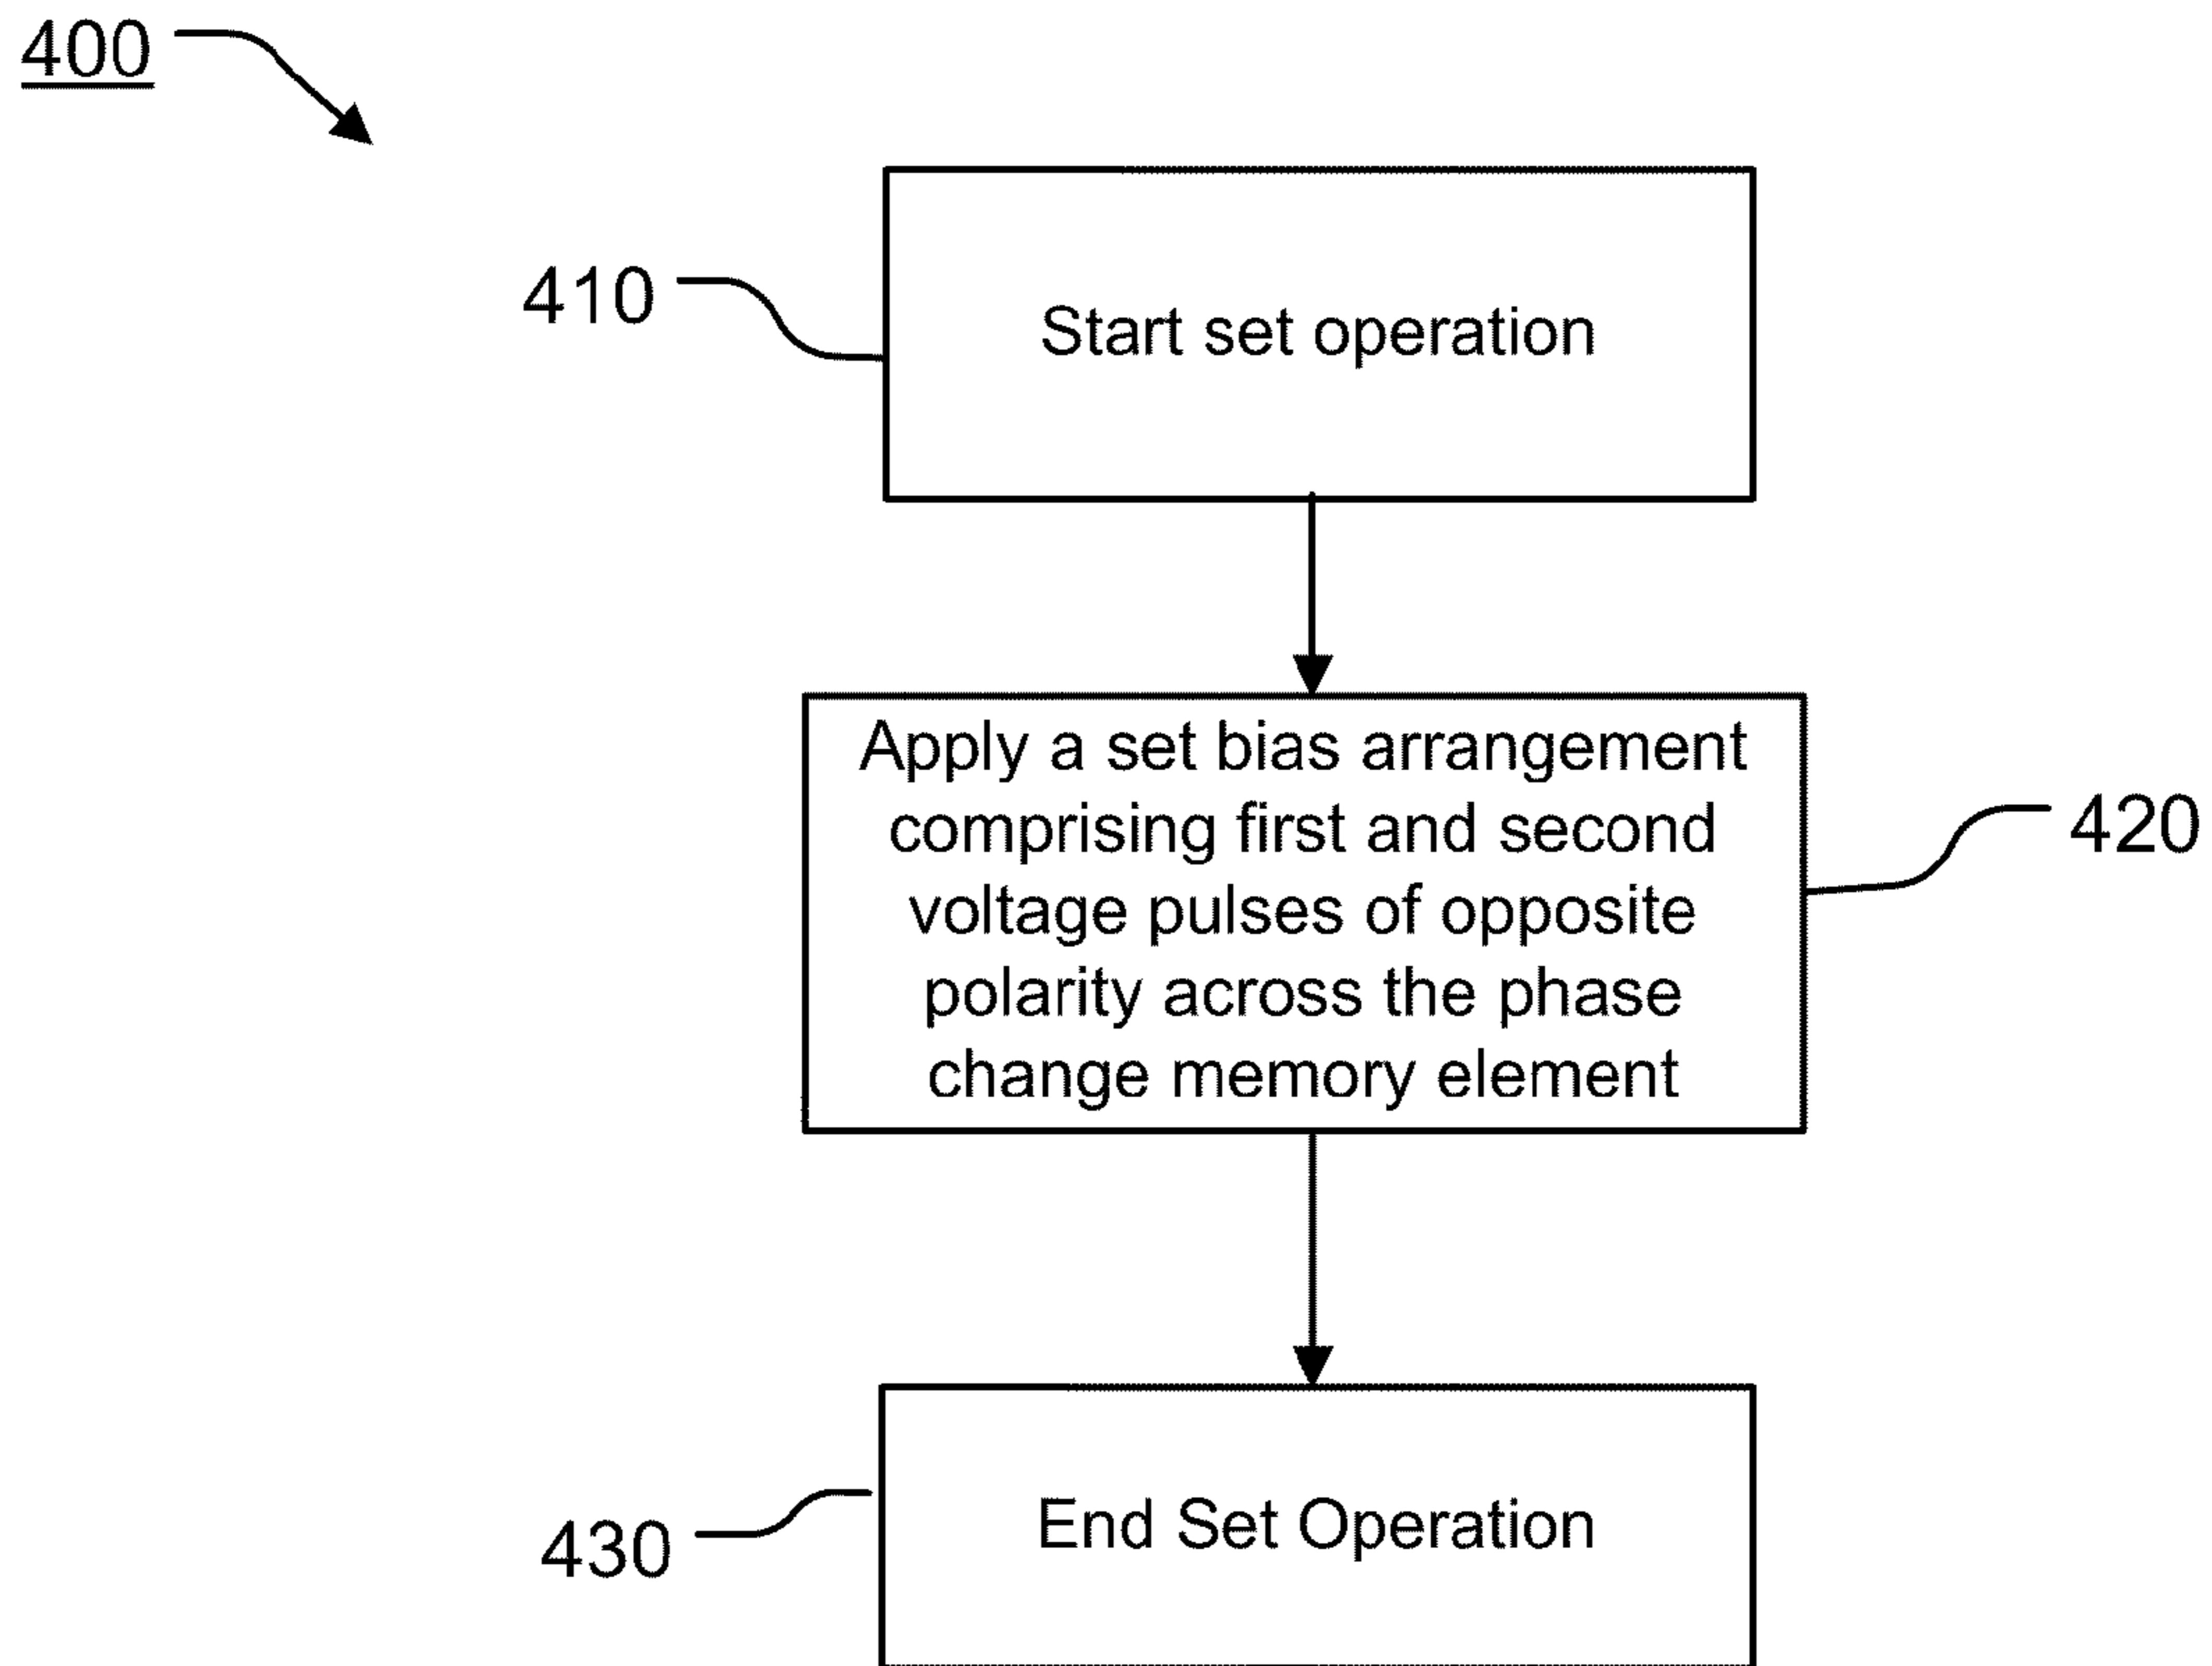 400
410
Start set operation
Apply a set bias arrangement
comprising first and second
voltage pulses of opposite
polarity across the phase
change memory element
420
430
End Set Operation